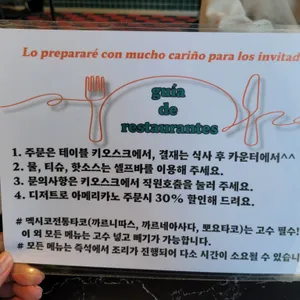 Lo prepararé con mucho cariño para los invitad
guía
de
restaurantes
1. 주문은 테이블 키오스크에서, 결재는 식사 후 카운터에서^^
2. 물, 티슈, 핫소스는 셀프바를 이용해 주세요.
3. 문의사항은 키오스크에서 직원호출을 눌러 주세요.
4. 디저트로 아메리카노 주문시 30% 할인해 드려요.
# 멕시코전통타코(까르니따스, 까르네아사다, 뽀요타코)는 고수 필수!
이 외 모든 메뉴는 고수 넣고 빼기가 가능합니다.
# 모든 메뉴는 즉석에서 조리가 진행되어 다소 시간이 소요될 수 있습니